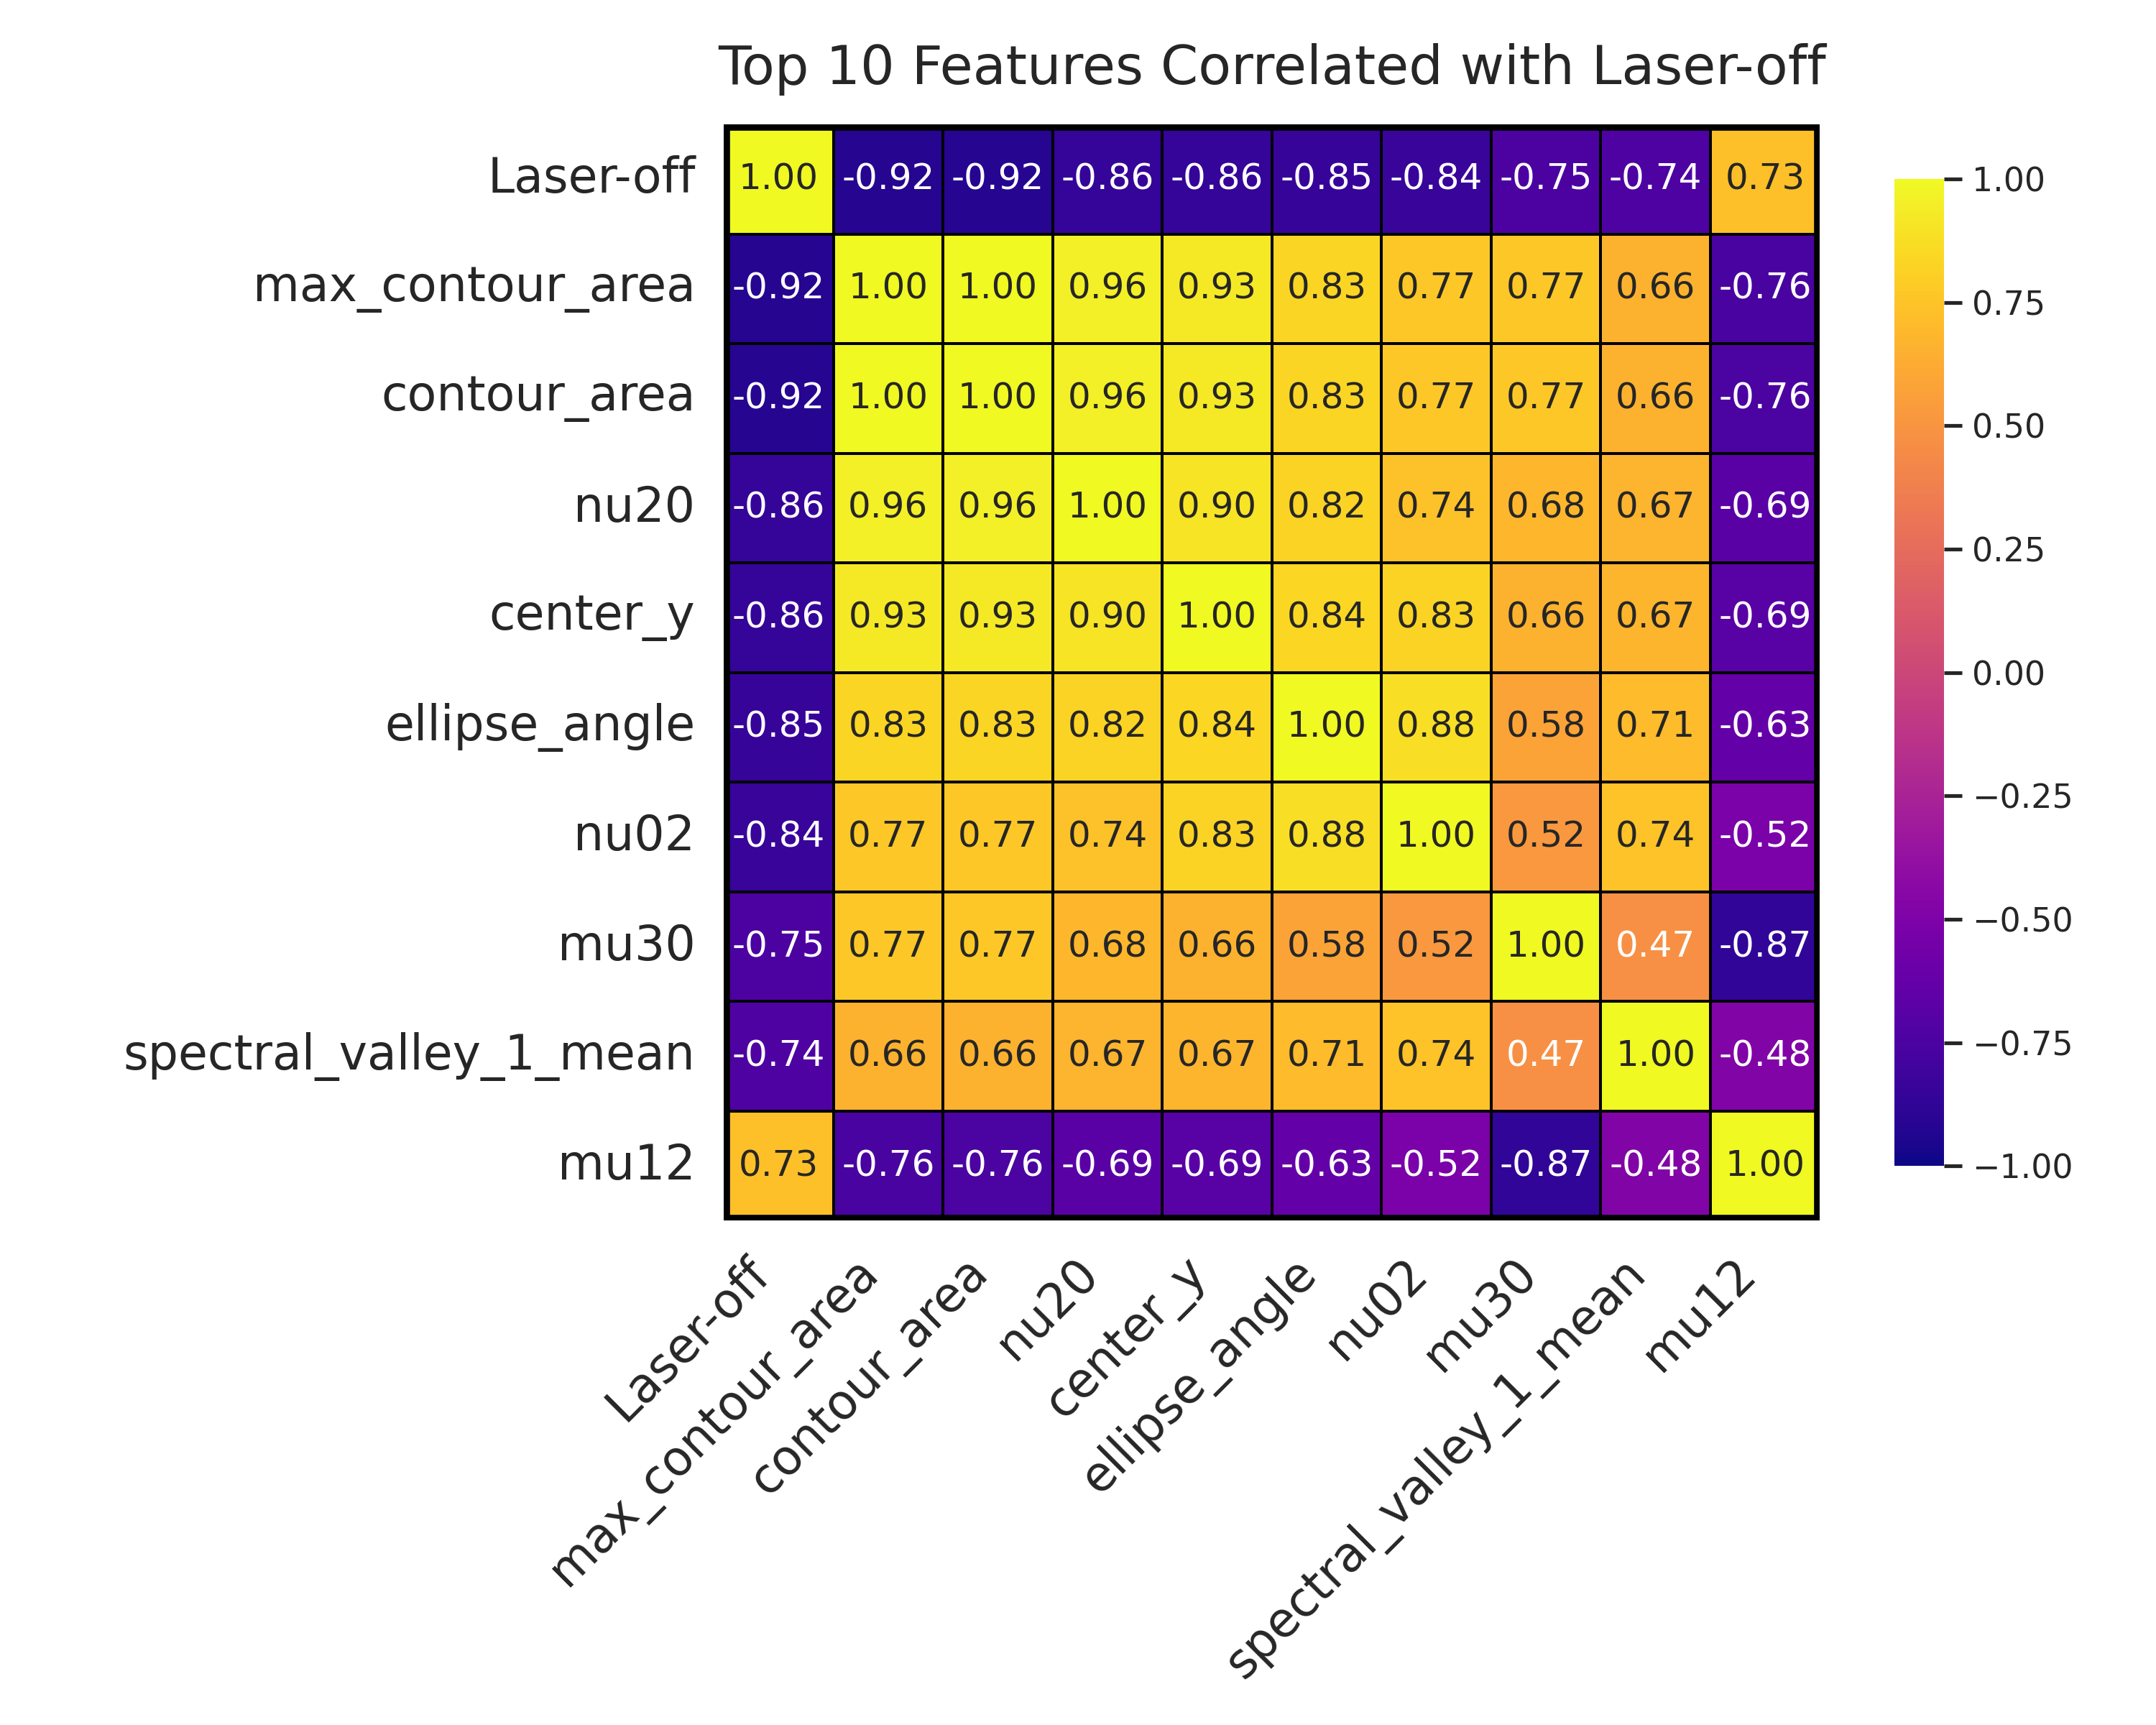 Top 10 Features Correlated with Laser-off
Laser-off 1.00 -0.92 -0.92 -0.86 -0.86 -0.85 -0.84 -0.75 -0.74 0.73
max_contour_area -0.92 1.00 1.00 0.96 0.93 0.83 0.77 0.77 0.66 -0.76
contour_area -0.92 1.00 1.00 0.96 0.93 0.83 0.77 0.77 0.66 -0.76
nu20 -0.86 0.96 0.96 1.00 0.90 0.82 0.74 0.68 0.67 -0.69
center_y -0.86 0.93 0.93 0.90 1.00 0.84 0.83 0.66 0.67 -0.69
ellipse_angle -0.85 0.83 0.83 0.82 0.84 1.00 0.88 0.58 0.71 -0.63
nu02 -0.84 0.77 0.77 0.74 0.83 0.88 1.00 0.52 0.74 -0.52
mu30 -0.75 0.77 0.77 0.68 0.66 0.58 0.52 1.00 0.47 -0.87
spectral_valley_1_mean -0.74 0.66 0.66 0.67 0.67 0.71 0.74 0.47 1.00 -0.48
mu12 0.73 -0.76 -0.76 -0.69 -0.69 -0.63 -0.52 -0.87 -0.48 1.00
Laser-off
max_contour_area
contour_area
nu20
center_y
ellipse_angle
nu02
mu30
spectral_valley_1_mean
mu12
1.00
0.75
0.50
0.25
0.00
−0.25
−0.50
−0.75
−1.00